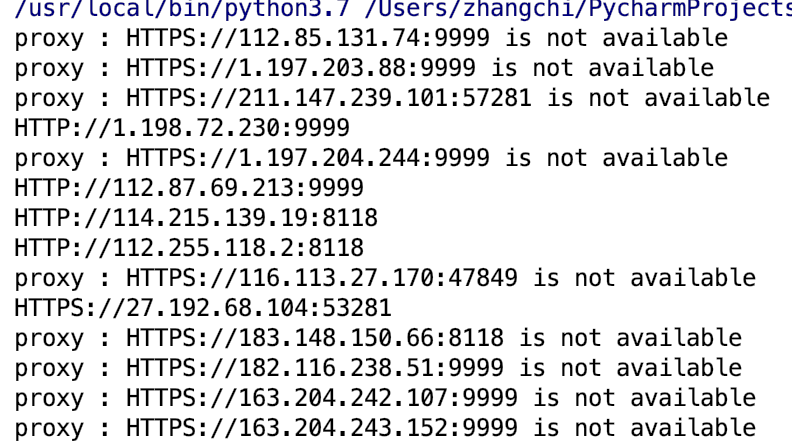 /usr/local/bin/python3.7 /Users/zhangchi/PycharmProjects
proxy : HTTPS://112.85.131.74:9999 is not available
proxy : HTTPS://1.197.203.88:9999 is not available
proxy : HTTPS://211.147.239.101:57281 is not available
HTTP://1.198.72.230:9999
proxy : HTTPS://1.197.204.244:9999 is not available
HTTP://112.87.69.213:9999
HTTP://114.215.139.19:8118
HTTP://112.255.118.2:8118
proxy : HTTPS://116.113.27.170:47849 is not available
HTTPS://27.192.68.104:53281
proxy : HTTPS://183.148.150.66:8118 is not available
proxy : HTTPS://182.116.238.51:9999 is not available
proxy : HTTPS://163.204.242.107:9999 is not available
proxy : HTTPS://163.204.243.152:9999 is not available